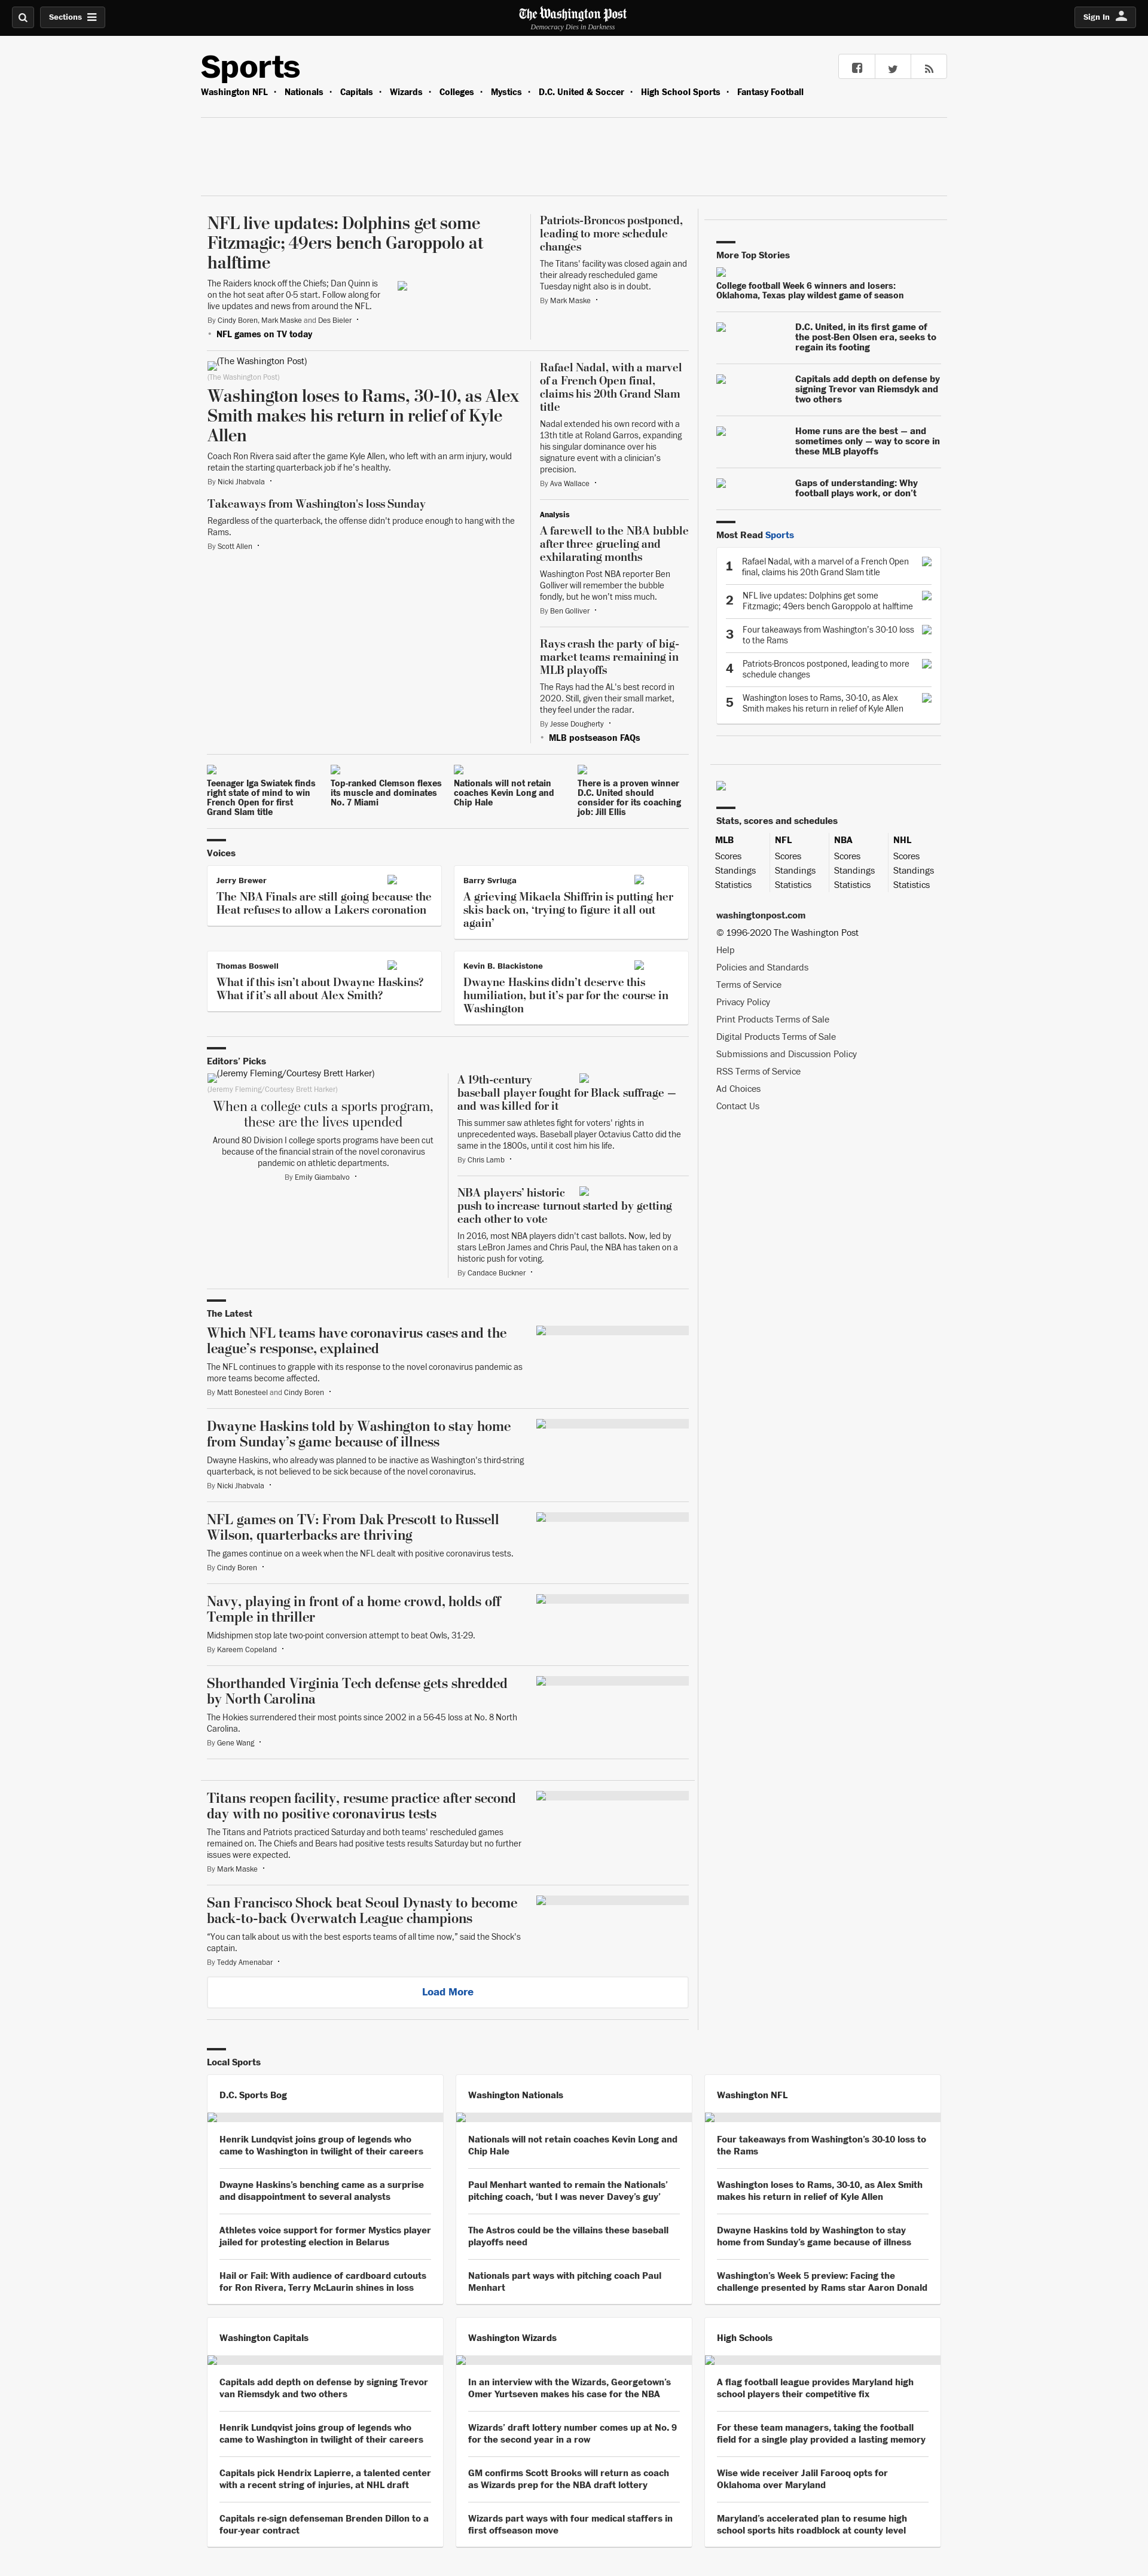 Sections
The Washington Post
Democracy Dies in Darkness
Sign In
Sports
Washington NFL • Nationals • Capitals • Wizards • Colleges • Mystics • D.C. United & Soccer • High School Sports • Fantasy Football
NFL live updates: Dolphins get some
Fitzmagic; 49ers bench Garoppolo at
halftime
The Raiders knock off the Chiefs; Dan Quinn is
on the hot seat after 0-5 start. Follow along for
live updates and news from around the NFL.
By Cindy Boren, Mark Maske and Des Bieler •
• NFL games on TV today
(The Washington Post)
(The Washington Post)
Washington loses to Rams, 30-10, as Alex
Smith makes his return in relief of Kyle
Allen
Coach Ron Rivera said after the game Kyle Allen, who left with an arm injury, would
retain the starting quarterback job if he's healthy.
By Nicki Jhabvala •
Takeaways from Washington's loss Sunday
Regardless of the quarterback, the offense didn't produce enough to hang with the
Rams.
By Scott Allen •
Patriots-Broncos postponed,
leading to more schedule
changes
The Titans' facility was closed again and
their already rescheduled game
Tuesday night also is in doubt.
By Mark Maske •
Rafael Nadal, with a marvel
of a French Open final,
claims his 20th Grand Slam
title
Nadal extended his own record with a
13th title at Roland Garros, expanding
his singular dominance over his
signature event with a clinician's
precision.
By Ava Wallace •
Analysis
A farewell to the NBA bubble
after three grueling and
exhilarating months
Washington Post NBA reporter Ben
Golliver will remember the bubble
fondly, but he won't miss much.
By Ben Golliver •
Rays crash the party of big-
market teams remaining in
MLB playoffs
The Rays had the AL's best record in
2020. Still, given their small market,
they feel under the radar.
By Jesse Dougherty •
• MLB postseason FAQs
Teenager Iga Swiatek finds
right state of mind to win
French Open for first
Grand Slam title
Top-ranked Clemson flexes
its muscle and dominates
No. 7 Miami
Nationals will not retain
coaches Kevin Long and
Chip Hale
There is a proven winner
D.C. United should
consider for its coaching
job: Jill Ellis
Voices
Jerry Brewer
The NBA Finals are still going because the
Heat refuses to allow a Lakers coronation
Barry Svrluga
A grieving Mikaela Shiffrin is putting her
skis back on, 'trying to figure it all out
again'
Thomas Boswell
What if this isn't about Dwayne Haskins?
What if it's all about Alex Smith?
Kevin B. Blackistone
Dwayne Haskins didn't deserve this
humiliation, but it's par for the course in
Washington
Editors' Picks
(Jeremy Fleming/Courtesy Brett Harker)
(Jeremy Fleming/Courtesy Brett Harker)
When a college cuts a sports program,
these are the lives upended
Around 80 Division I college sports programs have been cut
because of the financial strain of the novel coronavirus
pandemic on athletic departments.
By Emily Giambalvo •
A 19th-century
baseball player fought for Black suffrage —
and was killed for it
This summer saw athletes fight for voters' rights in
unprecedented ways. Baseball player Octavius Catto did the
same in the 1800s, until it cost him his life.
By Chris Lamb •
NBA players' historic
push to increase turnout started by getting
each other to vote
In 2016, most NBA players didn't cast ballots. Now, led by
stars LeBron James and Chris Paul, the NBA has taken on a
historic push for voting.
By Candace Buckner •
The Latest
Which NFL teams have coronavirus cases and the
league's response, explained
The NFL continues to grapple with its response to the novel coronavirus pandemic as
more teams become affected.
By Matt Bonesteel and Cindy Boren •
Dwayne Haskins told by Washington to stay home
from Sunday's game because of illness
Dwayne Haskins, who already was planned to be inactive as Washington's third-string
quarterback, is not believed to be sick because of the novel coronavirus.
By Nicki Jhabvala •
NFL games on TV: From Dak Prescott to Russell
Wilson, quarterbacks are thriving
The games continue on a week when the NFL dealt with positive coronavirus tests.
By Cindy Boren •
Navy, playing in front of a home crowd, holds off
Temple in thriller
Midshipmen stop late two-point conversion attempt to beat Owls, 31-29.
By Kareem Copeland •
Shorthanded Virginia Tech defense gets shredded
by North Carolina
The Hokies surrendered their most points since 2002 in a 56-45 loss at No. 8 North
Carolina.
By Gene Wang •
Titans reopen facility, resume practice after second
day with no positive coronavirus tests
The Titans and Patriots practiced Saturday and both teams' rescheduled games
remained on. The Chiefs and Bears had positive tests results Saturday but no further
issues were expected.
By Mark Maske •
San Francisco Shock beat Seoul Dynasty to become
back-to-back Overwatch League champions
"You can talk about us with the best esports teams of all time now," said the Shock's
captain.
By Teddy Amenabar •
Load More
More Top Stories
College football Week 6 winners and losers:
Oklahoma, Texas play wildest game of season
D.C. United, in its first game of
the post-Ben Olsen era, seeks to
regain its footing
Capitals add depth on defense by
signing Trevor van Riemsdyk and
two others
Home runs are the best — and
sometimes only — way to score in
these MLB playoffs
Gaps of understanding: Why
football plays work, or don't
Most Read Sports
1 Rafael Nadal, with a marvel of a French Open
final, claims his 20th Grand Slam title
2 NFL live updates: Dolphins get some
Fitzmagic; 49ers bench Garoppolo at halftime
3 Four takeaways from Washington's 30-10 loss
to the Rams
4 Patriots-Broncos postponed, leading to more
schedule changes
5 Washington loses to Rams, 30-10, as Alex
Smith makes his return in relief of Kyle Allen
Stats, scores and schedules
MLB NFL NBA NHL
Scores Scores Scores Scores
Standings Standings Standings Standings
Statistics Statistics Statistics Statistics
washingtonpost.com
© 1996-2020 The Washington Post
Help
Policies and Standards
Terms of Service
Privacy Policy
Print Products Terms of Sale
Digital Products Terms of Sale
Submissions and Discussion Policy
RSS Terms of Service
Ad Choices
Contact Us
Local Sports
D.C. Sports Bog
Henrik Lundqvist joins group of legends who
came to Washington in twilight of their careers
Dwayne Haskins's benching came as a surprise
and disappointment to several analysts
Athletes voice support for former Mystics player
jailed for protesting election in Belarus
Hail or Fail: With audience of cardboard cutouts
for Ron Rivera, Terry McLaurin shines in loss
Washington Nationals
Nationals will not retain coaches Kevin Long and
Chip Hale
Paul Menhart wanted to remain the Nationals'
pitching coach, 'but I was never Davey's guy'
The Astros could be the villains these baseball
playoffs need
Nationals part ways with pitching coach Paul
Menhart
Washington NFL
Four takeaways from Washington's 30-10 loss to
the Rams
Washington loses to Rams, 30-10, as Alex Smith
makes his return in relief of Kyle Allen
Dwayne Haskins told by Washington to stay
home from Sunday's game because of illness
Washington's Week 5 preview: Facing the
challenge presented by Rams star Aaron Donald
Washington Capitals
Capitals add depth on defense by signing Trevor
van Riemsdyk and two others
Henrik Lundqvist joins group of legends who
came to Washington in twilight of their careers
Capitals pick Hendrix Lapierre, a talented center
with a recent string of injuries, at NHL draft
Capitals re-sign defenseman Brenden Dillon to a
four-year contract
Washington Wizards
In an interview with the Wizards, Georgetown's
Omer Yurtseven makes his case for the NBA
Wizards' draft lottery number comes up at No. 9
for the second year in a row
GM confirms Scott Brooks will return as coach
as Wizards prep for the NBA draft lottery
Wizards part ways with four medical staffers in
first offseason move
High Schools
A flag football league provides Maryland high
school players their competitive fix
For these team managers, taking the football
field for a single play provided a lasting memory
Wise wide receiver Jalil Farooq opts for
Oklahoma over Maryland
Maryland's accelerated plan to resume high
school sports hits roadblock at county level